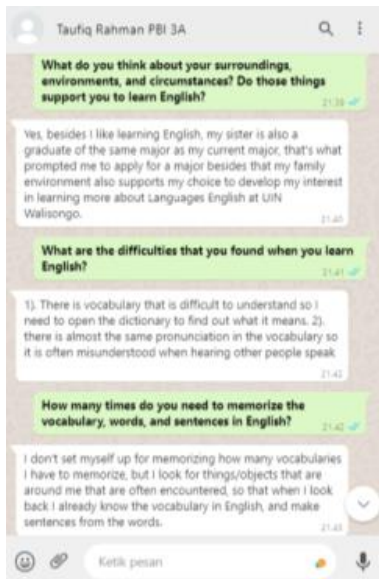 Taufiq Rahman PBI 3A
What do you think about your surroundings,
environments, and circumstances? Do those things
support you to learn English?
21.39
Yes, besides I like learning English, my sister is also a
graduate of the same major as my current major, that's what
prompted me to apply for a major besides that my family
environment also supports my choice to develop my interest
in learning more about Languages English at UIN
Walisongo.
21.40
What are the difficulties that you found when you learn
English?
21.41
1). There is vocabulary that is difficult to understand so I
need to open the dictionary to find out what it means. 2).
there is almost the same pronunciation in the vocabulary so
it is often misunderstood when hearing other people speak
21.42
How many times do you need to memorize the
vocabulary, words, and sentences in English?
21.42
I don't set myself up for memorizing how many vocabularies
I have to memorize, but I look for things/objects that are
around me that are often encountered, so that when I look
back I already know the vocabulary in English, and make
sentences from the words.
21.43
Ketik pesan